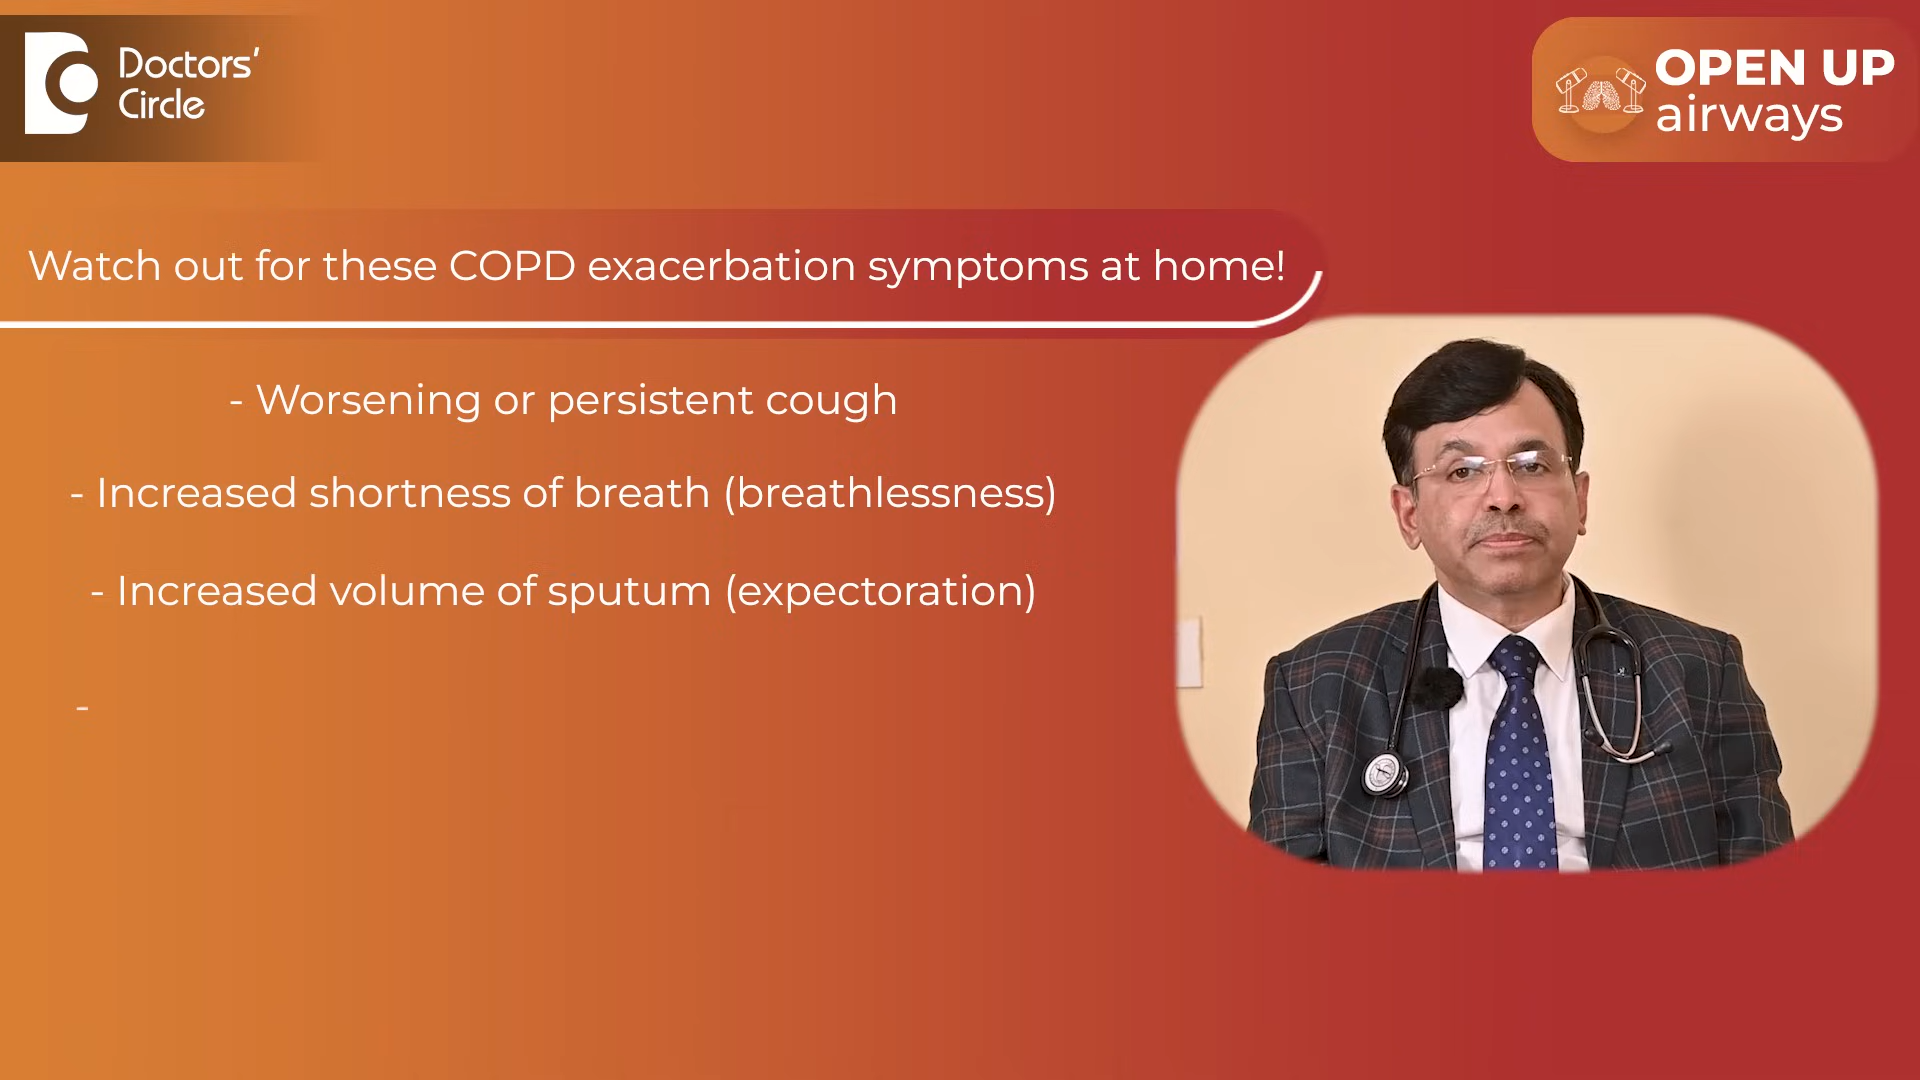 Doctors'
Circle
OPEN UP
airways
Watch out for these COPD exacerbation symptoms at home!
- Worsening or persistent cough
- Increased shortness of breath (breathlessness)
- Increased volume of sputum (expectoration)
-